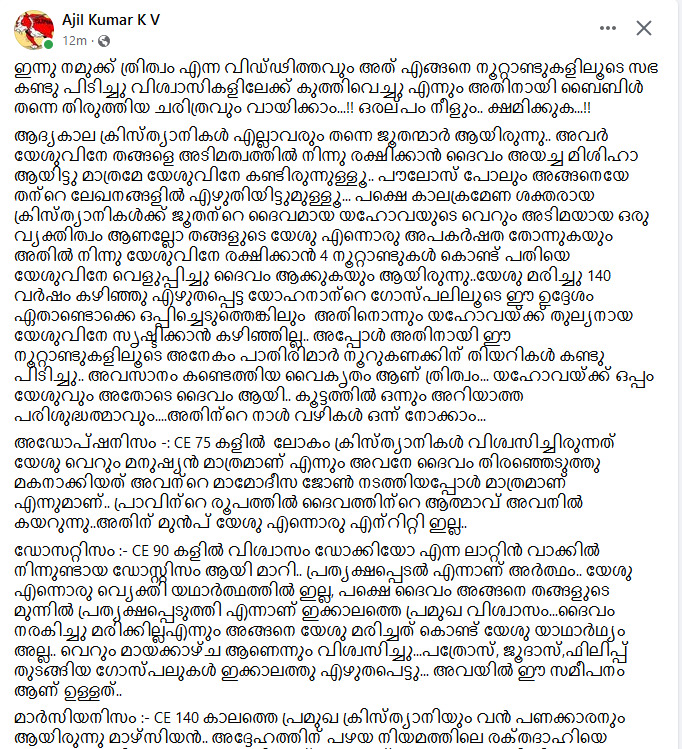 Ajil Kumar K V
12m
ഇന്നു നമുക്ക് ത്രിത്വം എന്ന വിഡ്ഢിത്തവും അത് എങ്ങനെ നൂറ്റാണ്ടുകളിലൂടെ സഭ
കണ്ടു പിടിച്ചു വിശ്വാസികളിലേക്ക് കുത്തിവെച്ചു എന്നും അതിനായി ബൈബിൾ
തന്നെ തിരുത്തിയ ചരിത്രവും വായിക്കാം...!! ഒരല്പം നീളും.. ക്ഷമിക്കുക...!!
ആദ്യകാല ക്രിസ്ത്യാനികൾ എല്ലാവരും തന്നെ ജൂതന്മാർ ആയിരുന്നു.. അവർ
യേശുവിനേ തങ്ങളെ അടിമത്വത്തിൽ നിന്നു രക്ഷിക്കാൻ ദൈവം അയച്ച മിശിഹാ
ആയിട്ടു മാത്രമേ യേശുവിനേ കണ്ടിരുന്നുള്ളൂ.. പൗലോസ് പോലും അങ്ങനെയേ
തന്റെ ലേഖനങ്ങളിൽ എഴുതിയിട്ടുമുള്ളൂ... പക്ഷെ കാലക്രമേണ ശക്തരായ
ക്രിസ്ത്യാനികൾക്ക് ജൂതന്റെ ദൈവമായ യഹോവയുടെ വെറും അടിമയായ ഒരു
വ്യക്തിത്വം ആണല്ലോ തങ്ങളുടെ യേശു എന്നൊരു അപകർഷത തോന്നുകയും
അതിൽ നിന്നു യേശുവിനേ രക്ഷിക്കാൻ 4 നൂറ്റാണ്ടുകൾ കൊണ്ട് പതിയെ
യേശുവിനേ വെളുപ്പിച്ചു ദൈവം ആക്കുകയും ആയിരുന്നു..യേശു മരിച്ചു 140
വർഷം കഴിഞ്ഞു എഴുതപ്പെട്ട യോഹനാന്റെ ഗോസ്പലിലൂടെ ഈ ഉദ്ദേശം
ഏതാണ്ടൊക്കെ ഒപ്പിച്ചെടുത്തെങ്കിലും അതിനൊന്നും യഹോവയ്ക്ക് തുല്യനായ
യേശുവിനേ സൃഷ്ടിക്കാൻ കഴിഞ്ഞില്ല.. അപ്പോൾ അതിനായി ഈ
നൂറ്റാണ്ടുകളിലൂടെ അനേകം പാതിരിമാർ നൂറുകണക്കിന് തിയറികൾ കണ്ടു
പിടിച്ചു.. അവസാനം കണ്ടെത്തിയ വൈകൃതം ആണ് ത്രിത്വം... യഹോവയ്ക്ക് ഒപ്പം
യേശുവും അതോടെ ദൈവം ആയി.. കൂട്ടത്തിൽ ഒന്നും അറിയാത്ത
പരിശുദ്ധത്മാവും....അതിന്റെ നാൾ വഴികൾ ഒന്ന് നോക്കാം...
അഡോപ്ഷനിസം -: CE 75 കളിൽ ലോകം ക്രിസ്ത്യാനികൾ വിശ്വസിച്ചിരുന്നത്
യേശു വെറും മനുഷ്യൻ മാത്രമാണ് എന്നും അവനേ ദൈവം തിരഞ്ഞെടുത്തു
മകനാക്കിയത് അവന്റെ മാമോദീസ ജോൺ നടത്തിയപ്പോൾ മാത്രമാണ്
എന്നുമാണ്.. പ്രാവിന്റെ രൂപത്തിൽ ദൈവത്തിന്റെ ആത്മാവ് അവനിൽ
കയറുന്നു..അതിന് മുൻപ് യേശു എന്നൊരു എന്റിറ്റി ഇല്ല..
ഡോസറ്റിസം :- CE 90 കളിൽ വിശ്വാസം ഡോക്കിയോ എന്ന ലാറ്റിൻ വാക്കിൽ
നിന്നുണ്ടായ ഡോസ്റ്റിസം ആയി മാറി.. പ്രത്യക്ഷപ്പെടൽ എന്നാണ് അർത്ഥം.. യേശു
എന്നൊരു വ്യെക്തി യഥാർത്ഥത്തിൽ ഇല്ല, പക്ഷെ ദൈവം അങ്ങനെ തങ്ങളുടെ
മുന്നിൽ പ്രത്യക്ഷപ്പെടുത്തി എന്നാണ് ഇക്കാലത്തെ പ്രമുഖ വിശ്വാസം...ദൈവം
നരകിച്ചു മരിക്കില്ലഎന്നും അങ്ങനെ യേശു മരിച്ചത് കൊണ്ട് യേശു യാഥാർഥ്യം
അല്ല.. വെറും മായക്കാഴ്ച ആണെന്നും വിശ്വസിച്ചു...പത്രോസ്, ജൂദാസ്,ഫിലിപ്പ്
തുടങ്ങിയ ഗോസ്പലുകൾ ഇക്കാലത്തു എഴുതപെട്ടു... അവയിൽ ഈ സമീപനം
ആണ് ഉള്ളത്..
മാർസിയനിസം :- CE 140 കാലത്തെ പ്രമുഖ ക്രിസ്ത്യാനിയും വൻ പണക്കാരനും
ആയിരുന്നു മാഴ്സിയൻ.. അദ്ദേഹത്തിന് പഴയ നിയമത്തിലെ രക്തദാഹിയെ